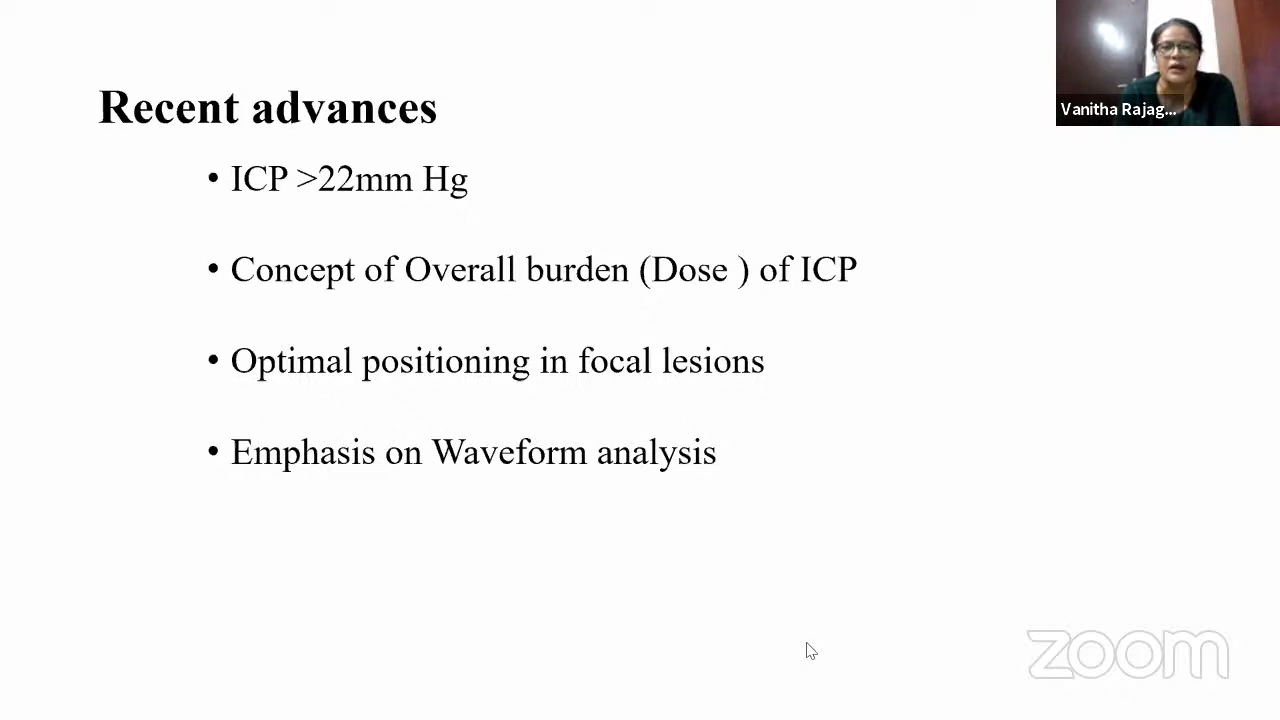 Recent advances
• ICP >22mm Hg
• Concept of Overall burden (Dose ) of ICP
• Optimal positioning in focal lesions
• Emphasis on Waveform analysis
Vanitha Rajag...
zoom